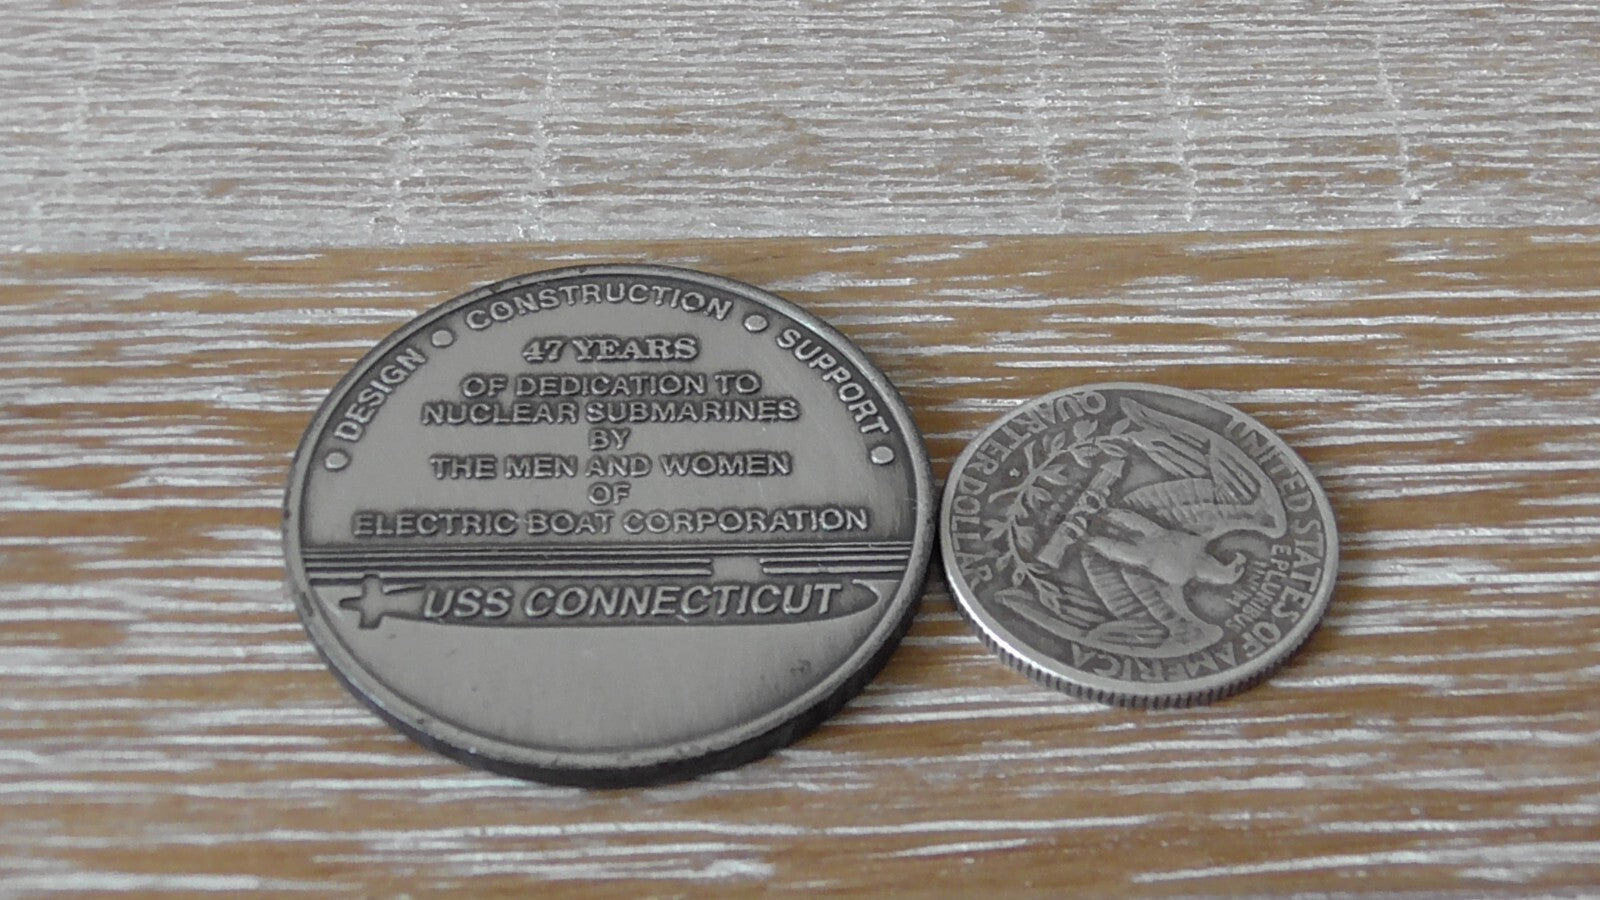 DESIGN • CONSTRUCTION • SUPPORT
47 YEARS
OF DEDICATION TO
NUCLEAR SUBMARINES
BY
THE MEN AND WOMEN
OF
ELECTRIC BOAT CORPORATION
USS CONNECTICUT
UNITED STATES OF AMERICA
E PLURIBUS
UNUM
QUARTER DOLLAR